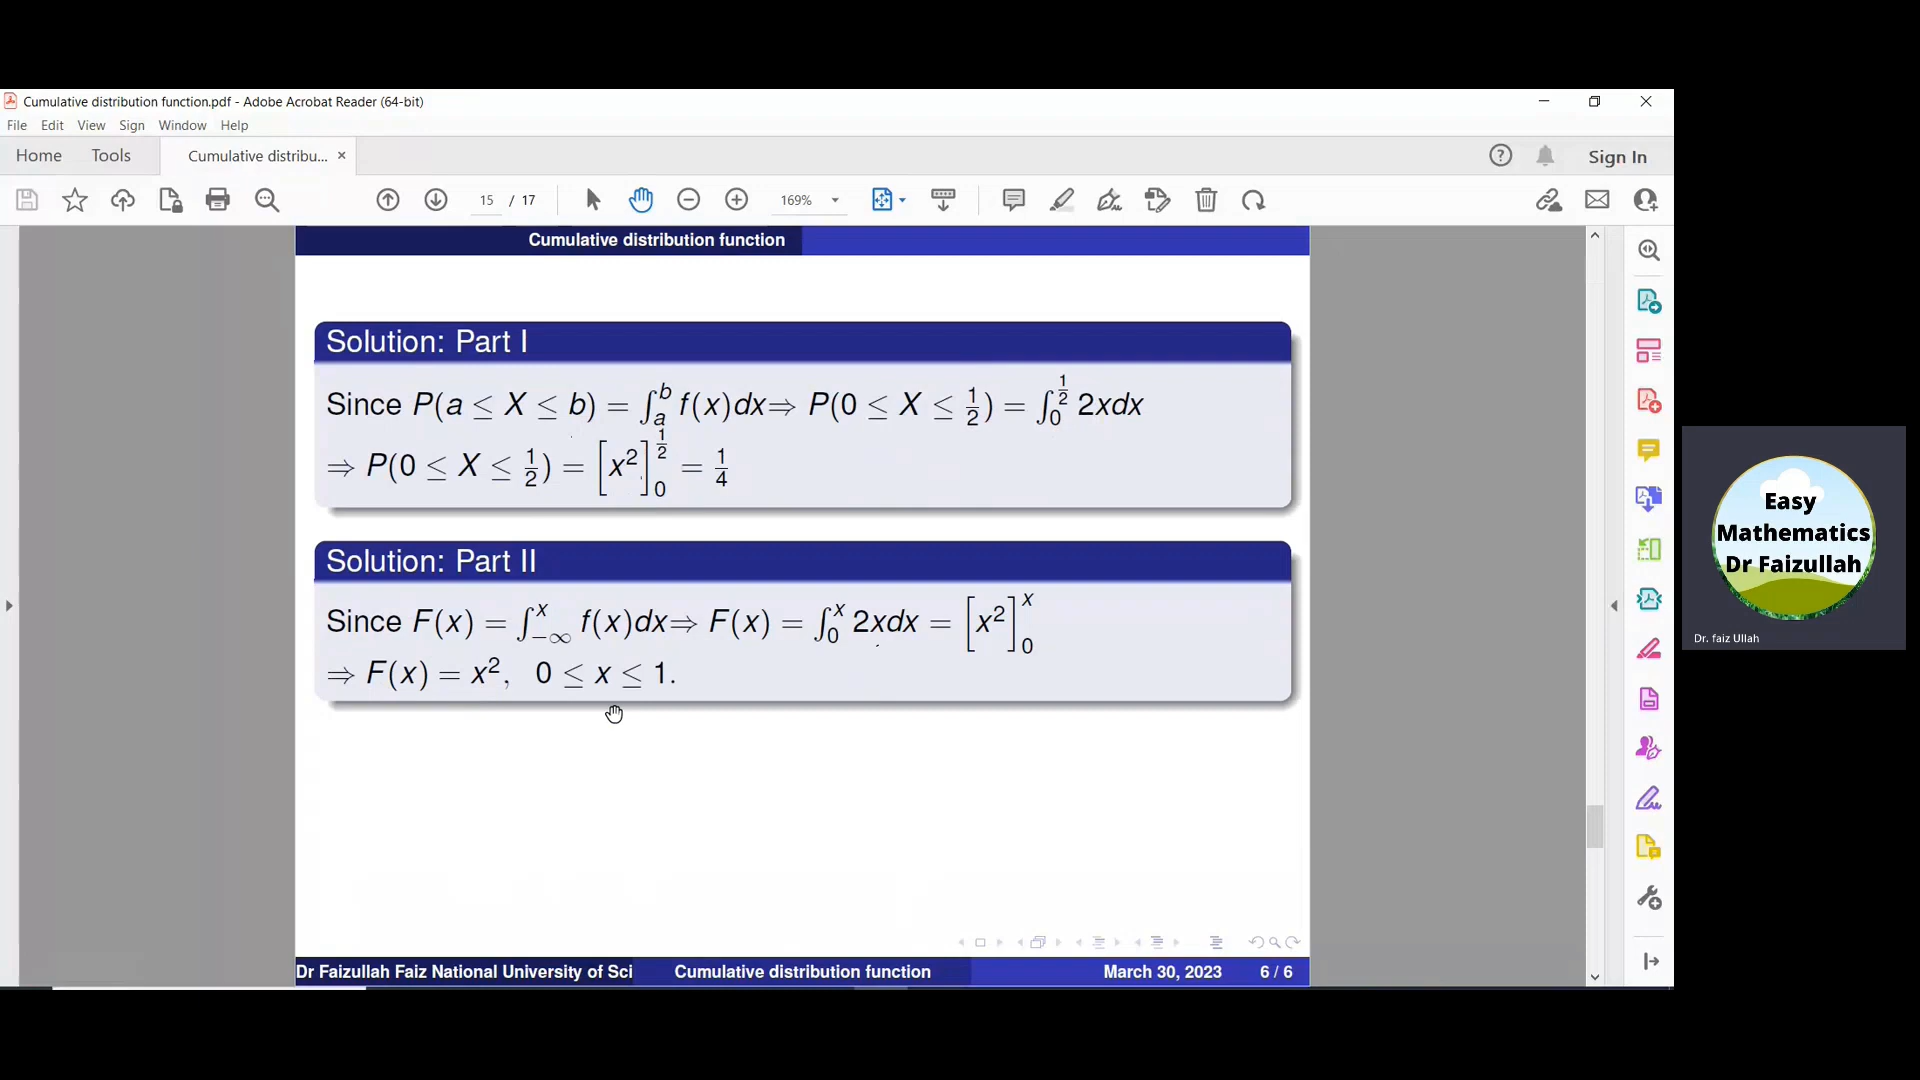 Cumulative distribution function.pdf - Adobe Acrobat Reader (64-bit)
File Edit View Sign Window Help
Home Tools Cumulative distribu... × Sign In
15 / 17 169%
Cumulative distribution function
Solution: Part I
Since P(a ≤ X ≤ b) = ∫_a^b f(x)dx⇒ P(0 ≤ X ≤ 1/2) = ∫_0^{1/2} 2xdx
⇒ P(0 ≤ X ≤ 1/2) = [x²]_0^{1/2} = 1/4
Solution: Part II
Since F(x) = ∫_{-∞}^x f(x)dx⇒ F(x) = ∫_0^x 2xdx = [x²]_0^x
⇒ F(x) = x², 0 ≤ x ≤ 1.
Dr Faizullah Faiz National University of Sci Cumulative distribution function March 30, 2023 6 / 6
Easy
Mathematics
Dr Faizullah
Dr. faiz Ullah